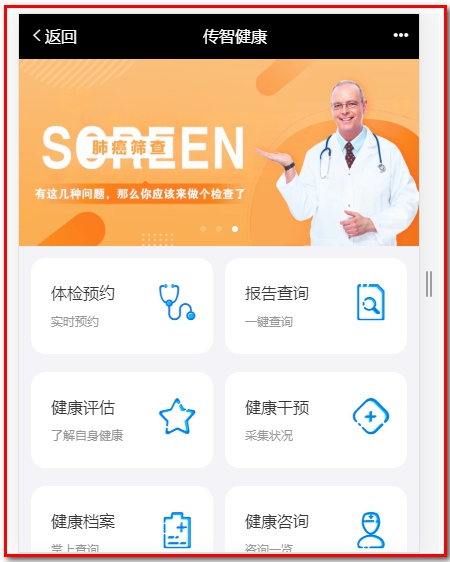 返回
传智健康
SCREEN
肺癌筛查
有这几种问题，那么你应该来做个检查了
体检预约
实时预约
报告查询
一键查询
健康评估
了解自身健康
健康干预
采集状况
健康档案
掌上查询
健康咨询
咨询一览